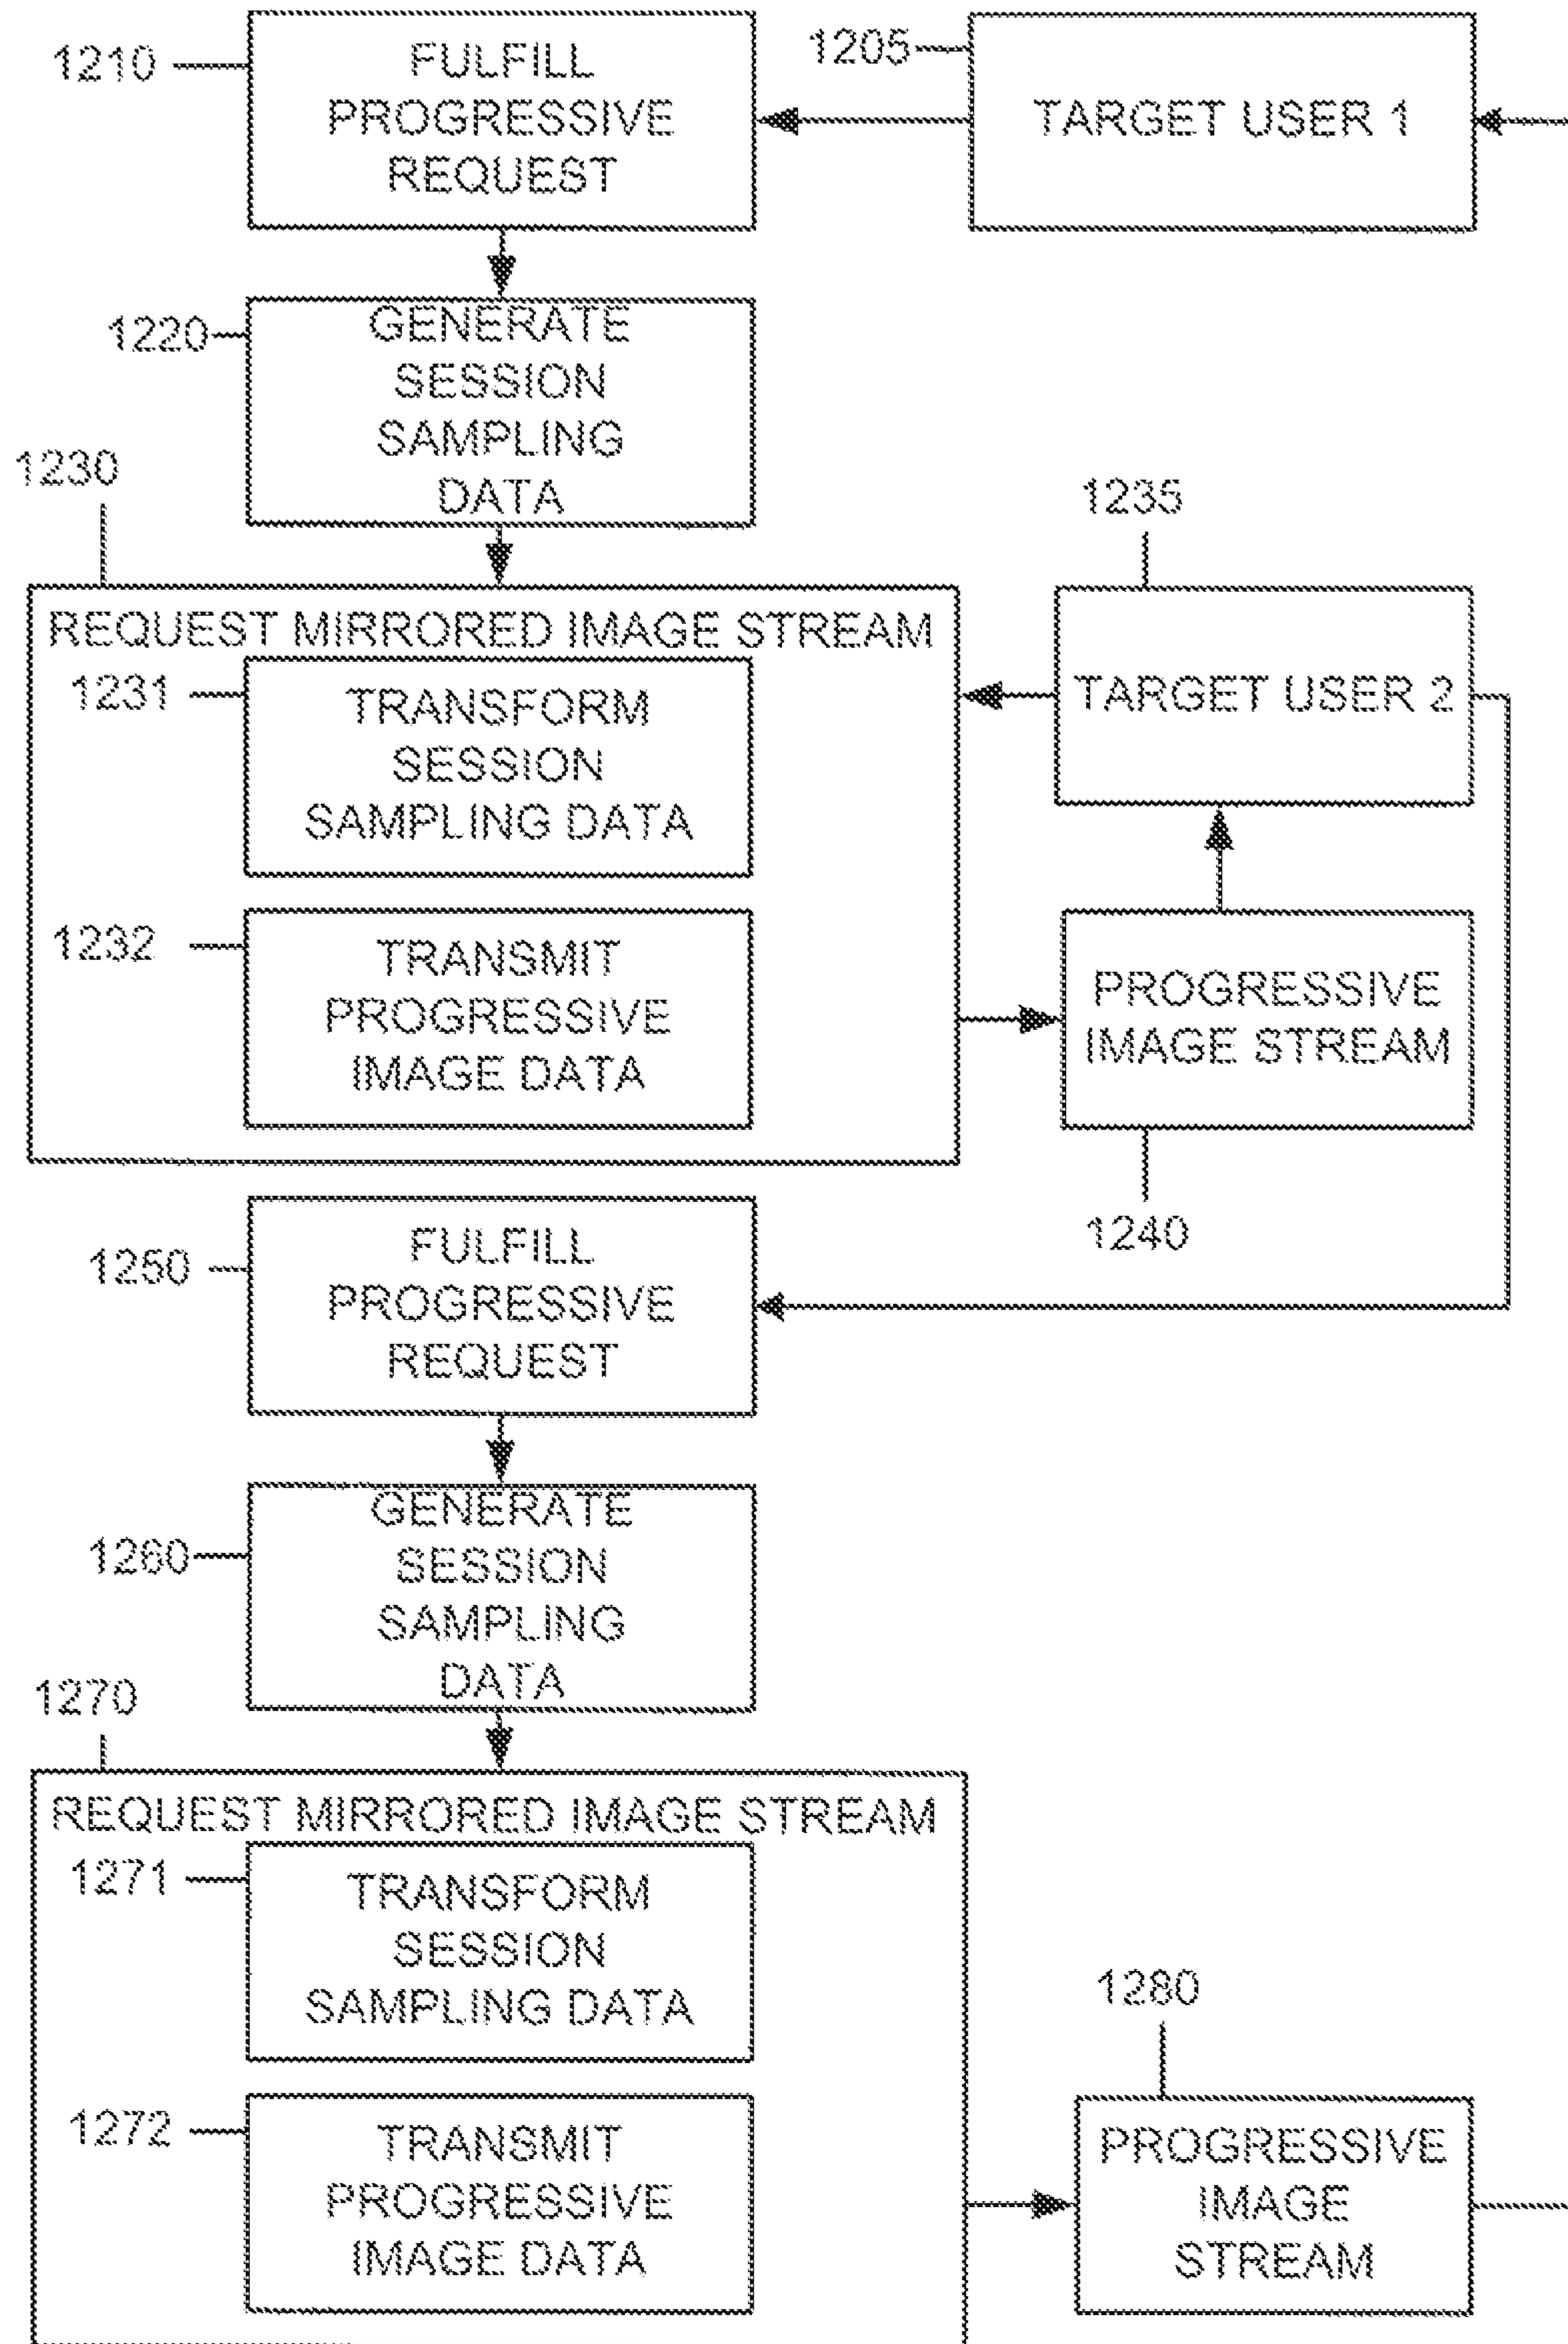 1210
FULFILL
PROGRESSIVE
REQUEST
1205
TARGET USER 1
1220
GENERATE
SESSION
SAMPLING
DATA
1230
REQUEST MIRRORED IMAGE STREAM
1231
TRANSFORM
SESSION
SAMPLING DATA
1232
TRANSMIT
PROGRESSIVE
IMAGE DATA
1235
TARGET USER 2
PROGRESSIVE
IMAGE STREAM
1240
1250
FULFILL
PROGRESSIVE
REQUEST
1260
GENERATE
SESSION
SAMPLING
DATA
1270
REQUEST MIRRORED IMAGE STREAM
1271
TRANSFORM
SESSION
SAMPLING DATA
1272
TRANSMIT
PROGRESSIVE
IMAGE DATA
1280
PROGRESSIVE
IMAGE
STREAM